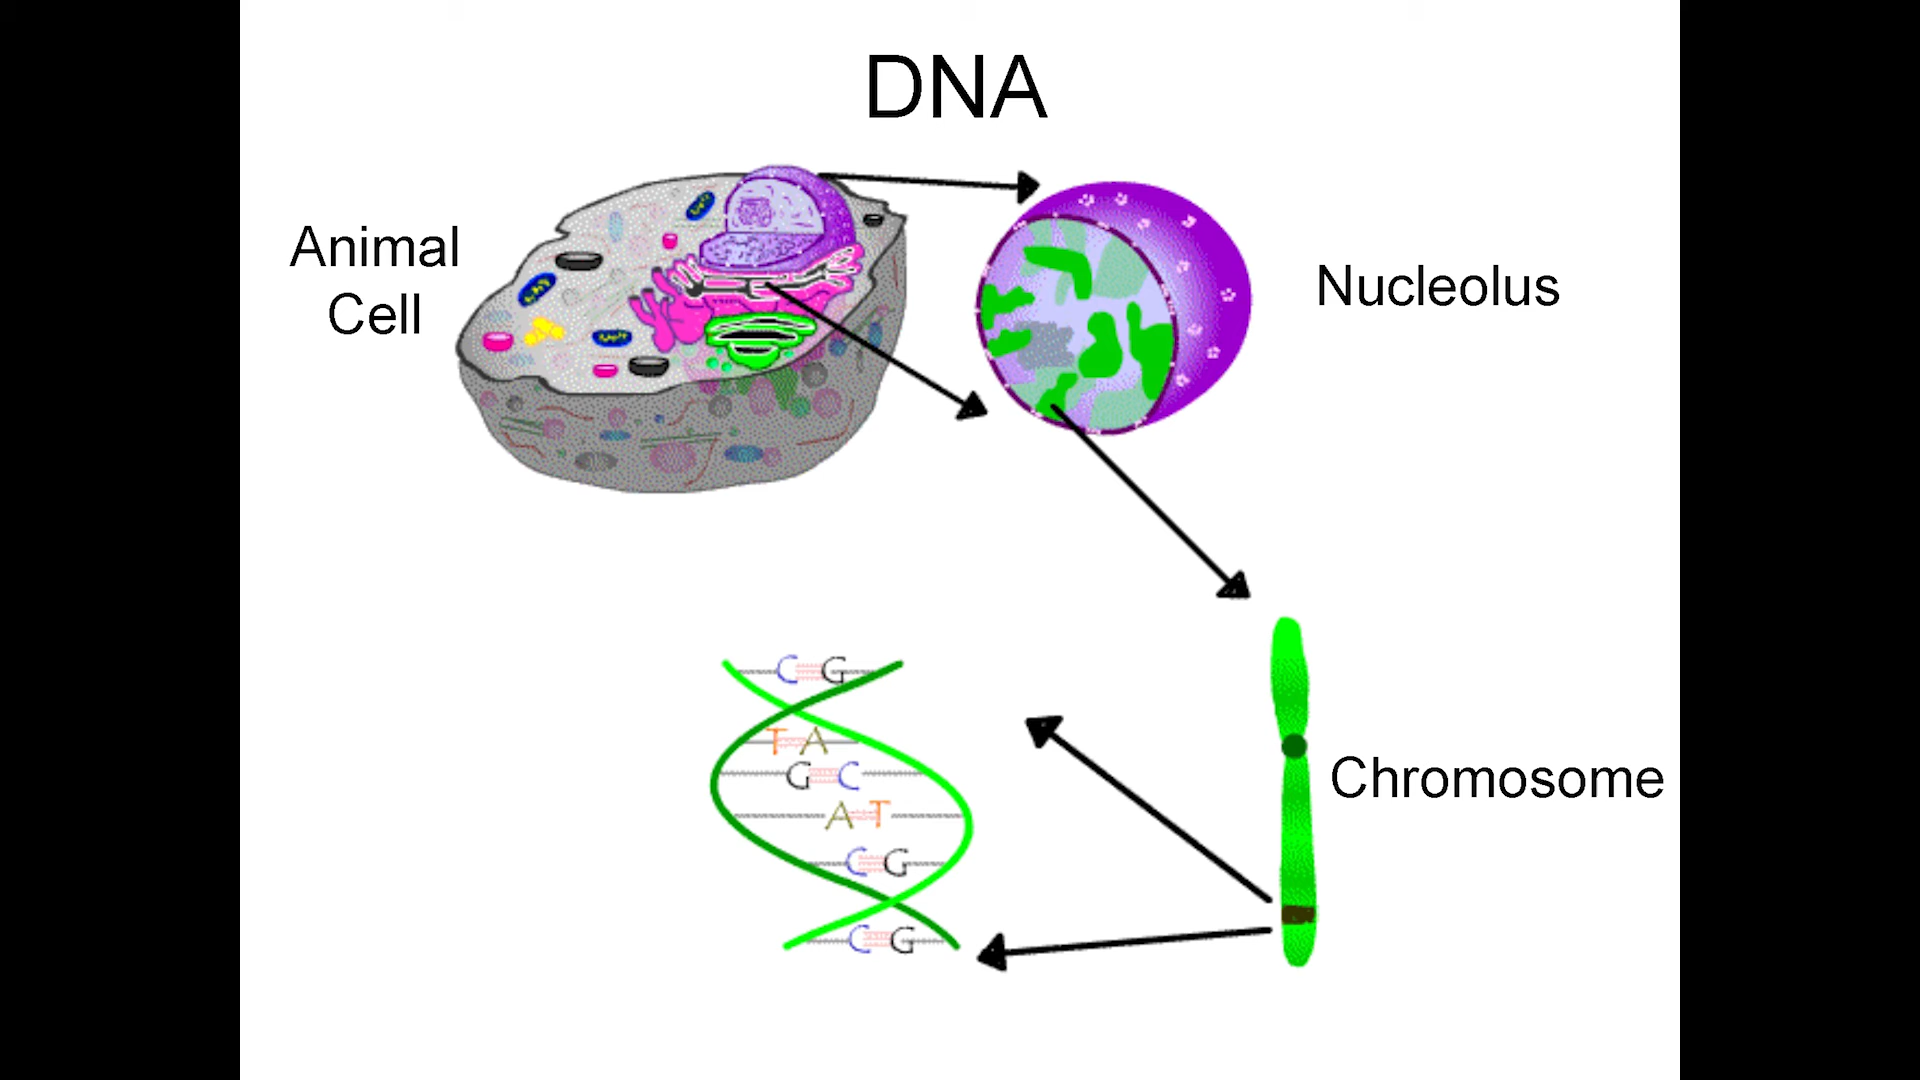 DNA
Animal
Cell
Nucleolus
C G
T A
G C
A T
C G
C G
Chromosome